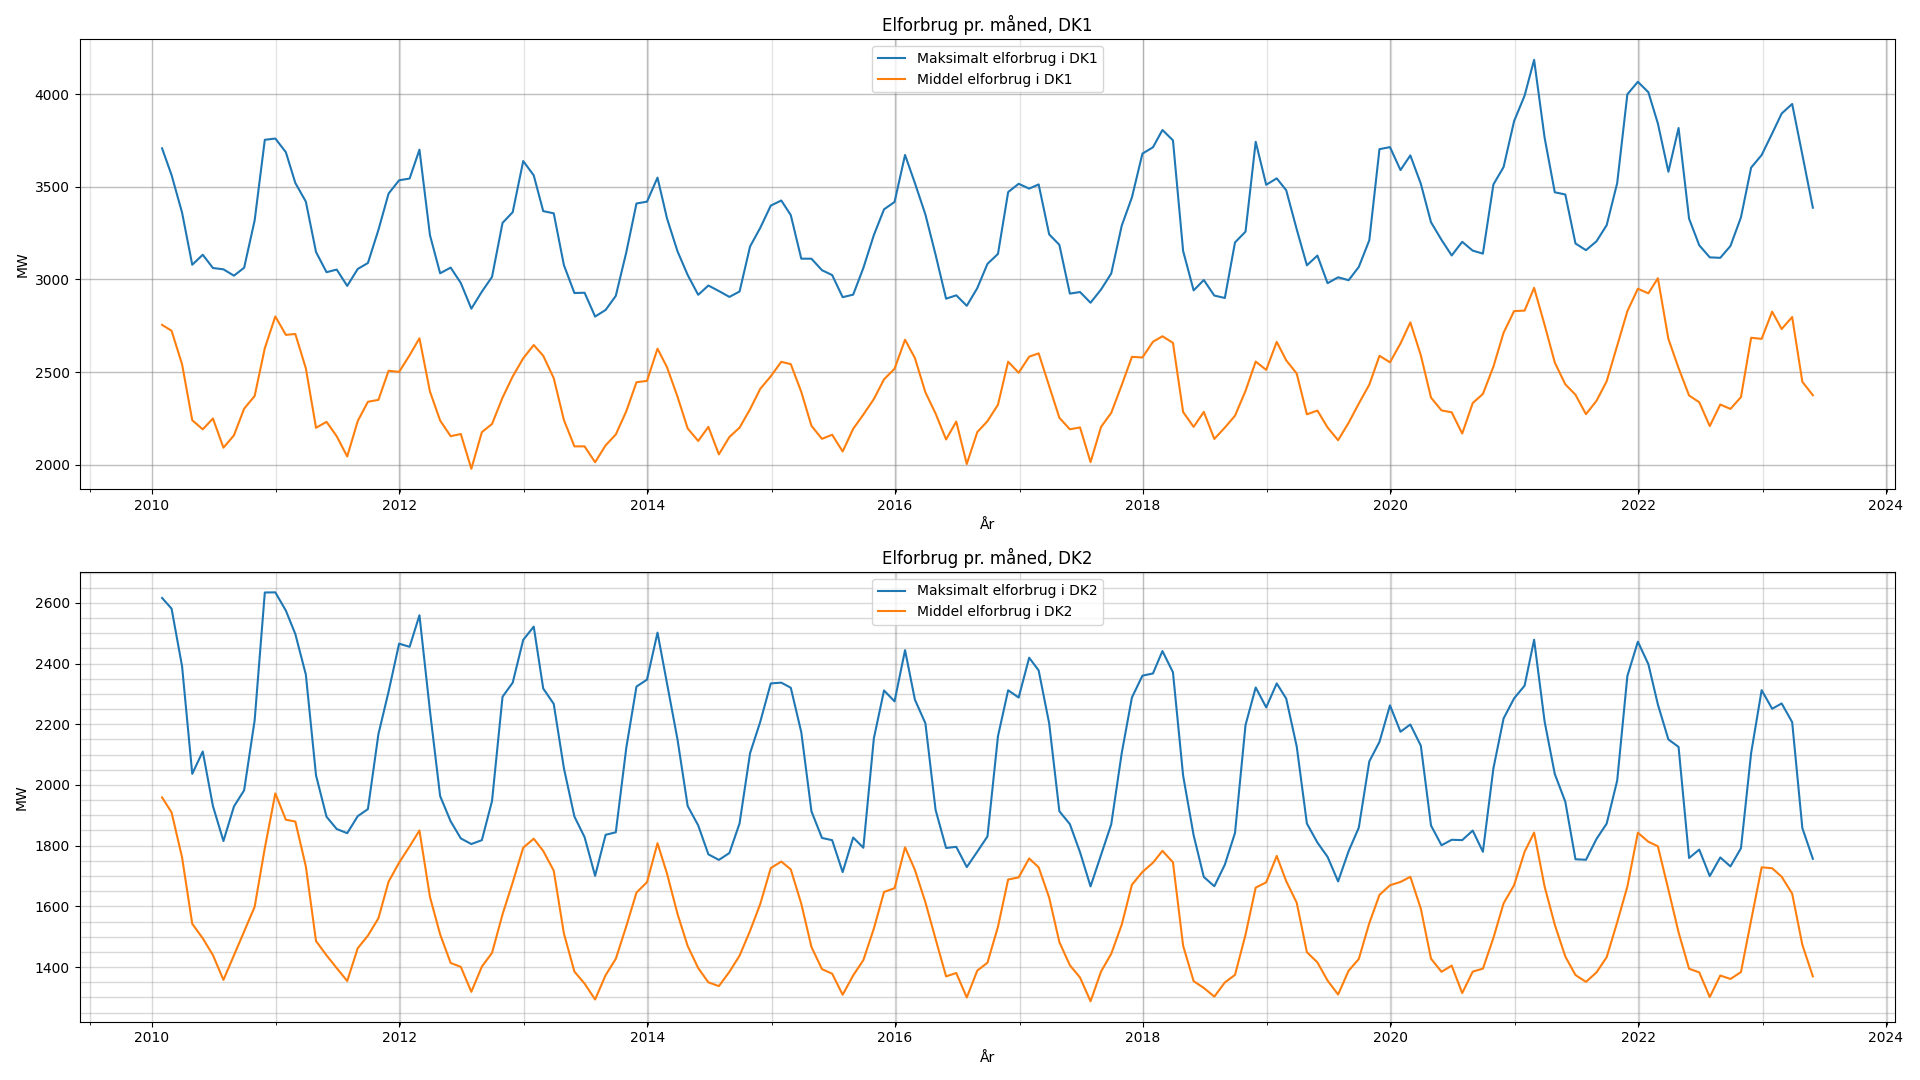 Elforbrug pr. måned, DK1
Maksimalt elforbrug i DK1
Middel elforbrug i DK1
MW
4000
3500
3000
2500
2000
2010 2012 2014 2016 2018 2020 2022 2024
År
Elforbrug pr. måned, DK2
Maksimalt elforbrug i DK2
Middel elforbrug i DK2
MW
2600
2400
2200
2000
1800
1600
1400
2010 2012 2014 2016 2018 2020 2022 2024
År